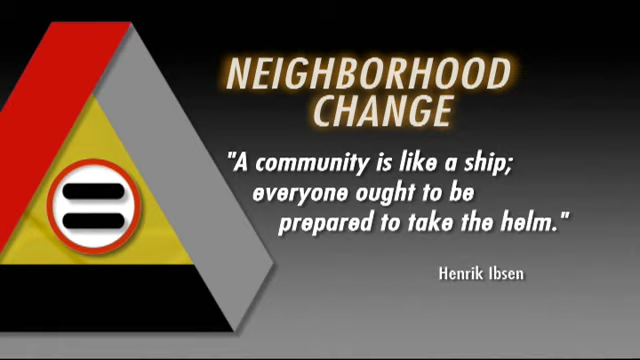 NEIGHBORHOOD
CHANGE
"A community is like a ship;
everyone ought to be
prepared to take the helm."
Henrik Ibsen